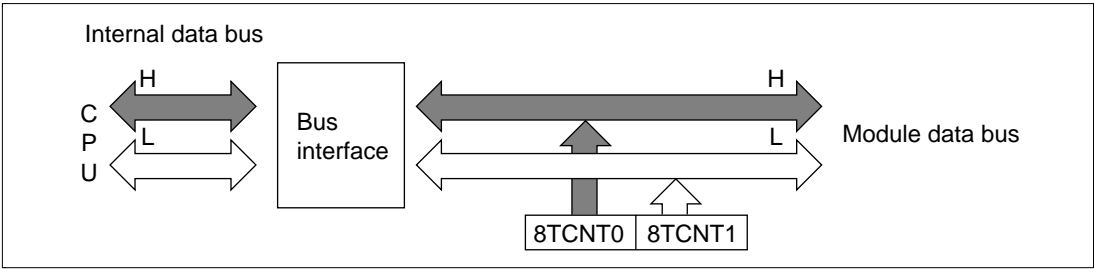 Internal data bus
H
H
C
P
U
L
Bus
interface
L
Module data bus
8TCNT0
8TCNT1